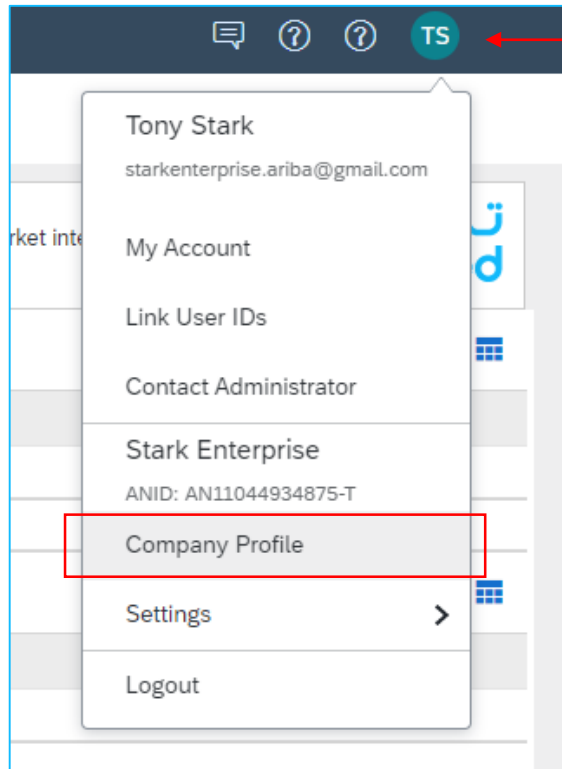 TS
Tony Stark
starkenterprise.ariba@gmail.com
rket inte
My Account
Link User IDs
Contact Administrator
Stark Enterprise
ANID: AN11044934875-T
Company Profile
Settings
Logout